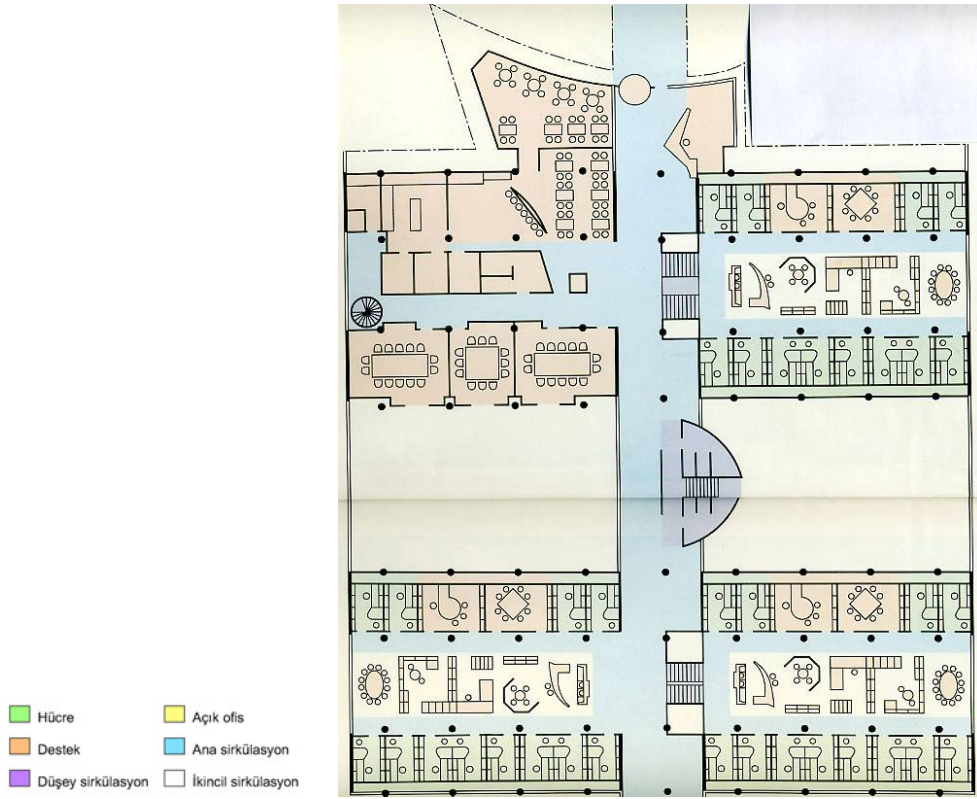 Hücre
Açık ofis
Destek
Ana sirkülasyon
Düşey sirkülasyon
İkincil sirkülasyon